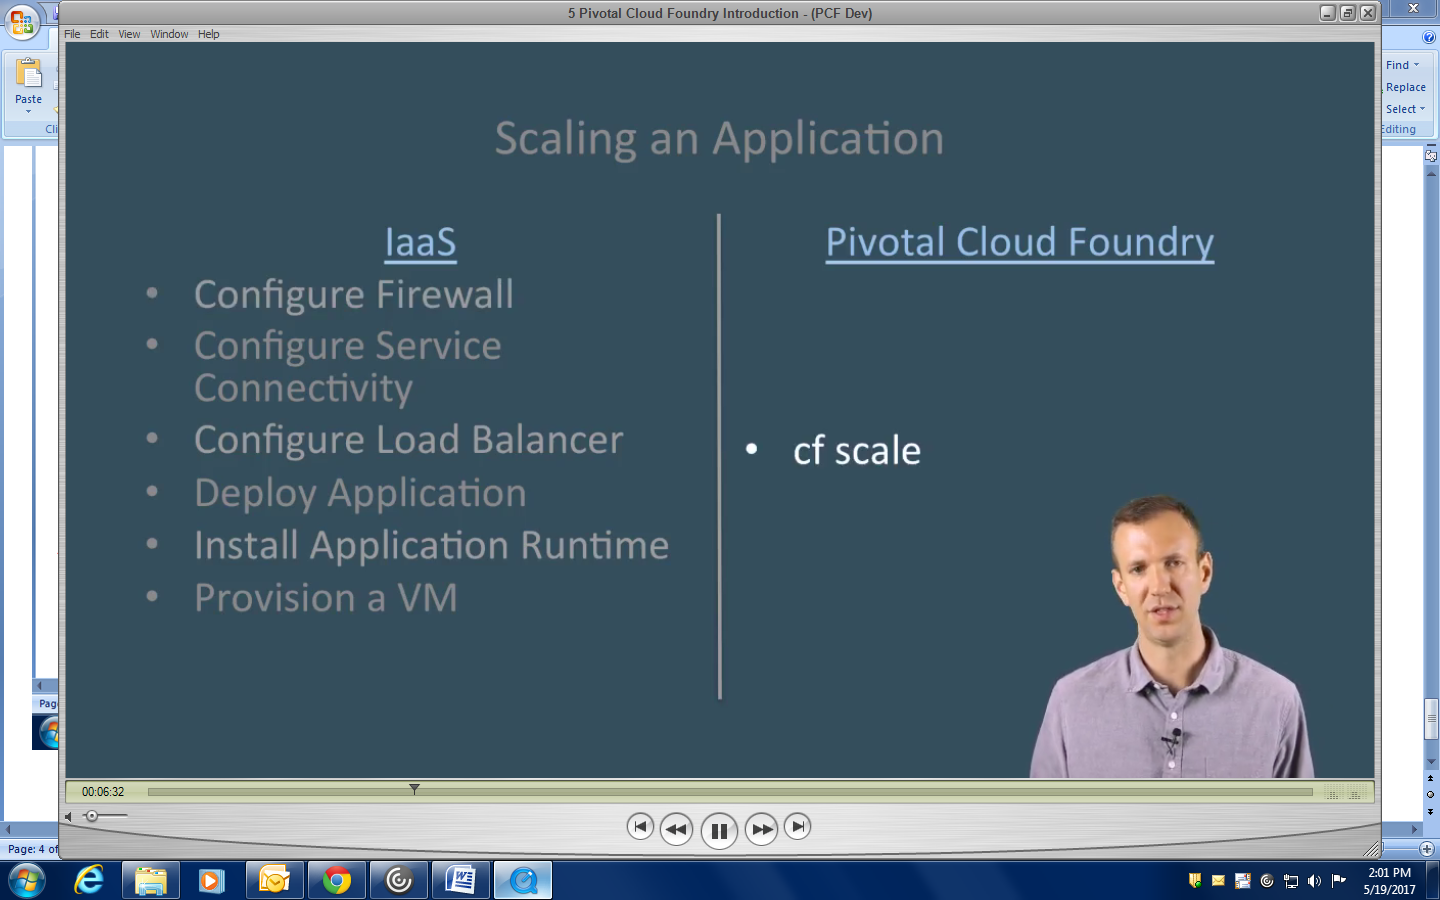 5 Pivotal Cloud Foundry Introduction - (PCF Dev)
File Edit View Window Help
Paste
Cli
Find
Replace
Select
Editing
Scaling an Application
IaaS
• Configure Firewall
• Configure Service
Connectivity
• Configure Load Balancer
• Deploy Application
• Install Application Runtime
• Provision a VM
Pivotal Cloud Foundry
• cf scale
Pag
00:06:32
Page: 4 of
2:01 PM
5/19/2017